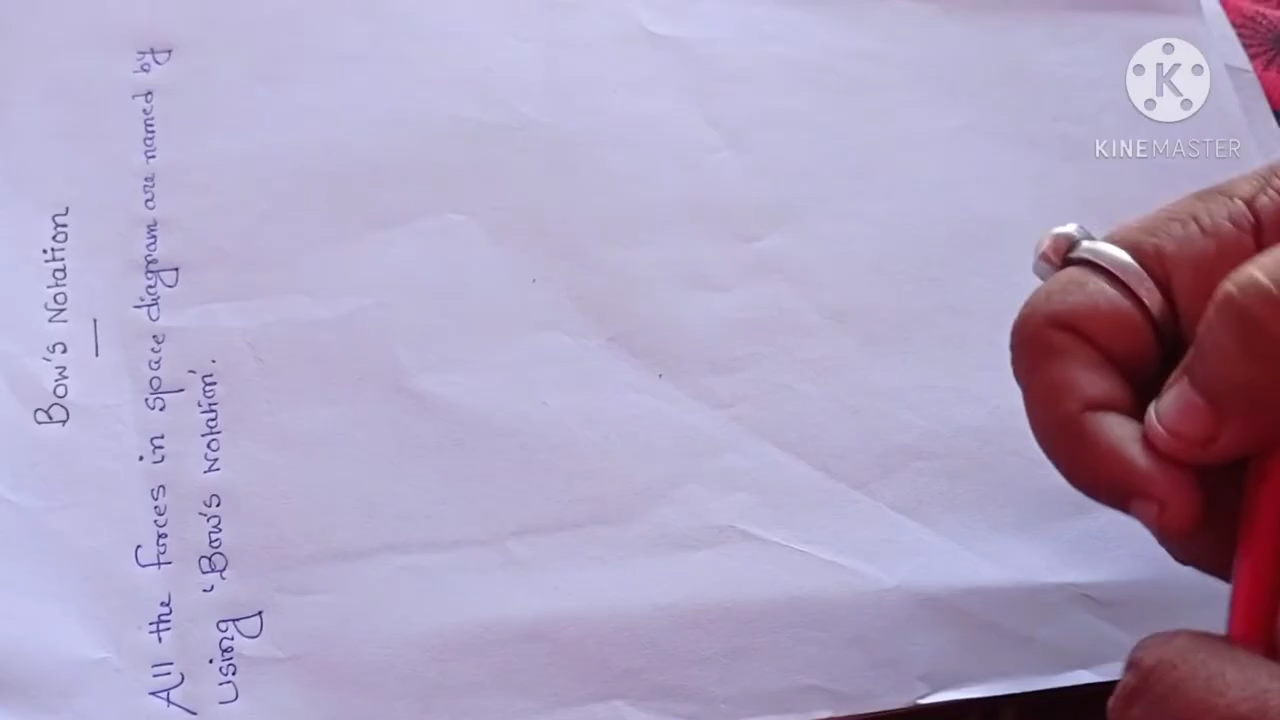 Bow's Notation
All the forces in space diagram are named by
using 'Bow's Notation'.
K
KINEMASTER